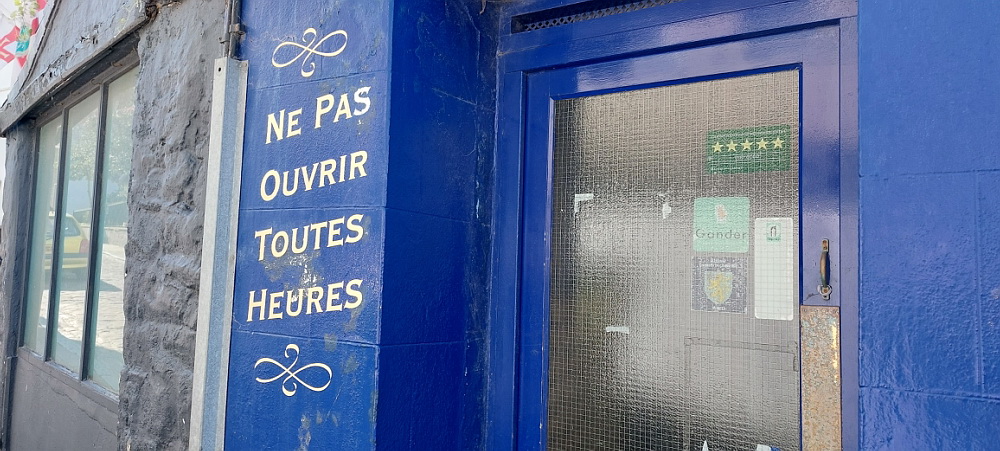 NE PAS
OUVRIR
TOUTES
HEURES
Gander